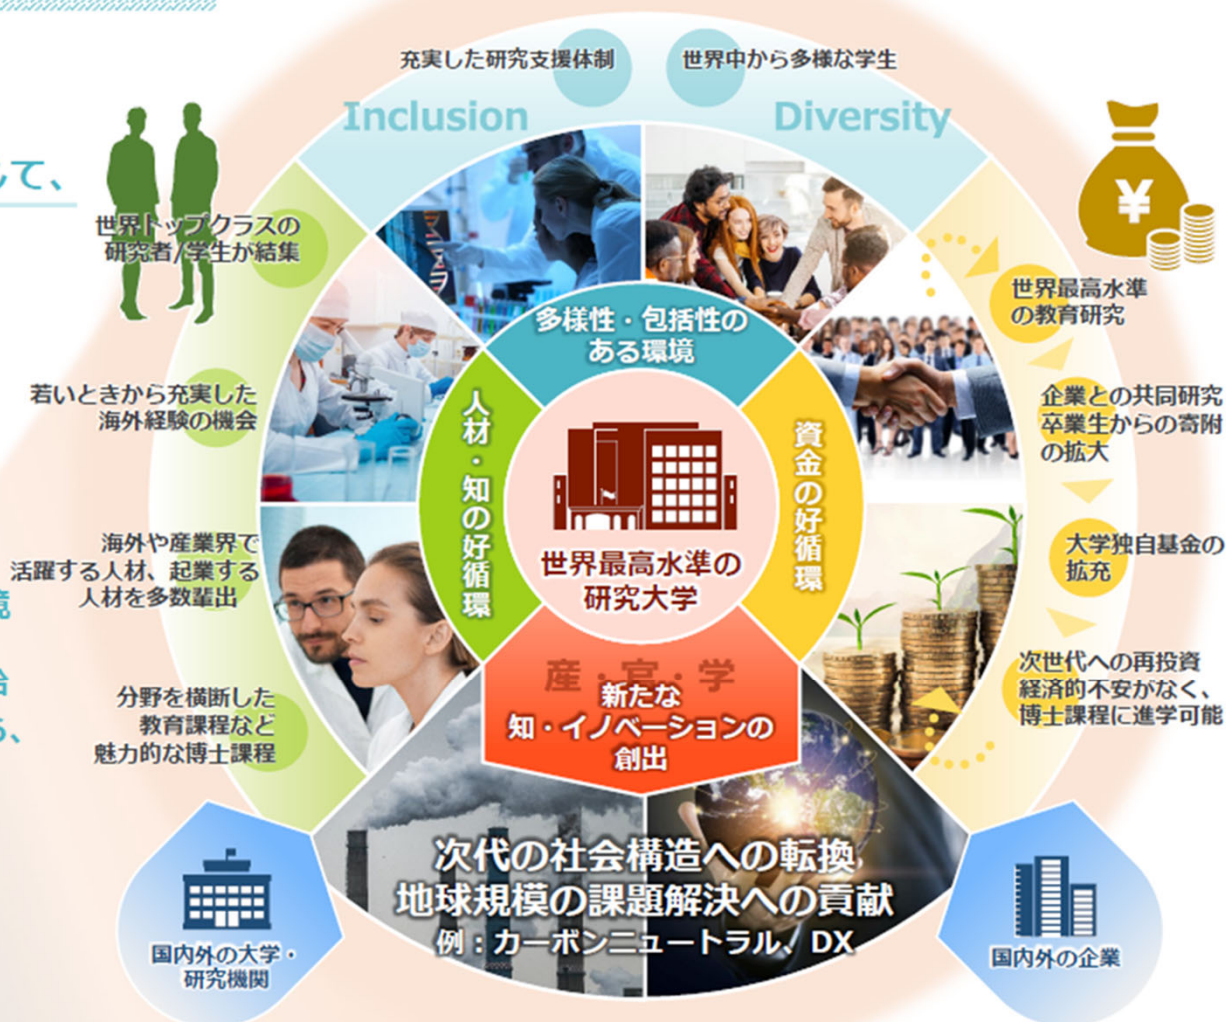 充実した研究支援体制
世界中から多様な学生
Inclusion
Diversity
て、
世界トップクラスの
研究者/学生が結集
¥
世界最高水準
の教育研究
多様性・包括性の
ある環境
若いときから充実した
海外経験の機会
人材・知の好循環
資金の好循環
企業との共同研究
卒業生からの寄附
の拡大
世界最高水準の
研究大学
海外や産業界で
活躍する人材、起業する
人材を多数輩出
大学独自基金の
拡充
産・官・学
新たな
知・イノベーションの
創出
次世代への再投資
経済的不安がなく、
博士課程に進学可能
分野を横断した
教育課程など
魅力的な博士課程
次代の社会構造への転換
地球規模の課題解決への貢献
例：カーボンニュートラル、DX
国内外の大学・
研究機関
国内外の企業